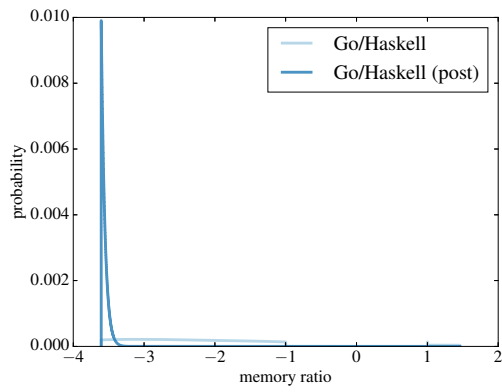 0.010
Go/Haskell
Go/Haskell (post)
0.008
0.006
probability
0.004
0.002
0.000
−4 −3 −2 −1 0 1 2
memory ratio